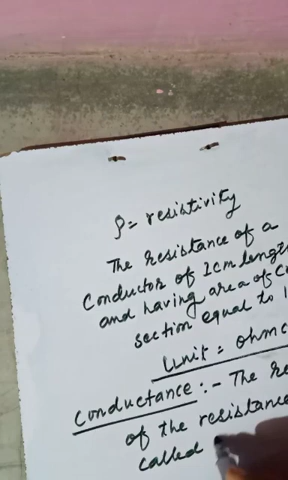 ρ = resistivity
The resistance of a
conductor of 1cm length
and having area of
section equal to 1
Unit = ohm
Conductance :- The
of the resistance
called